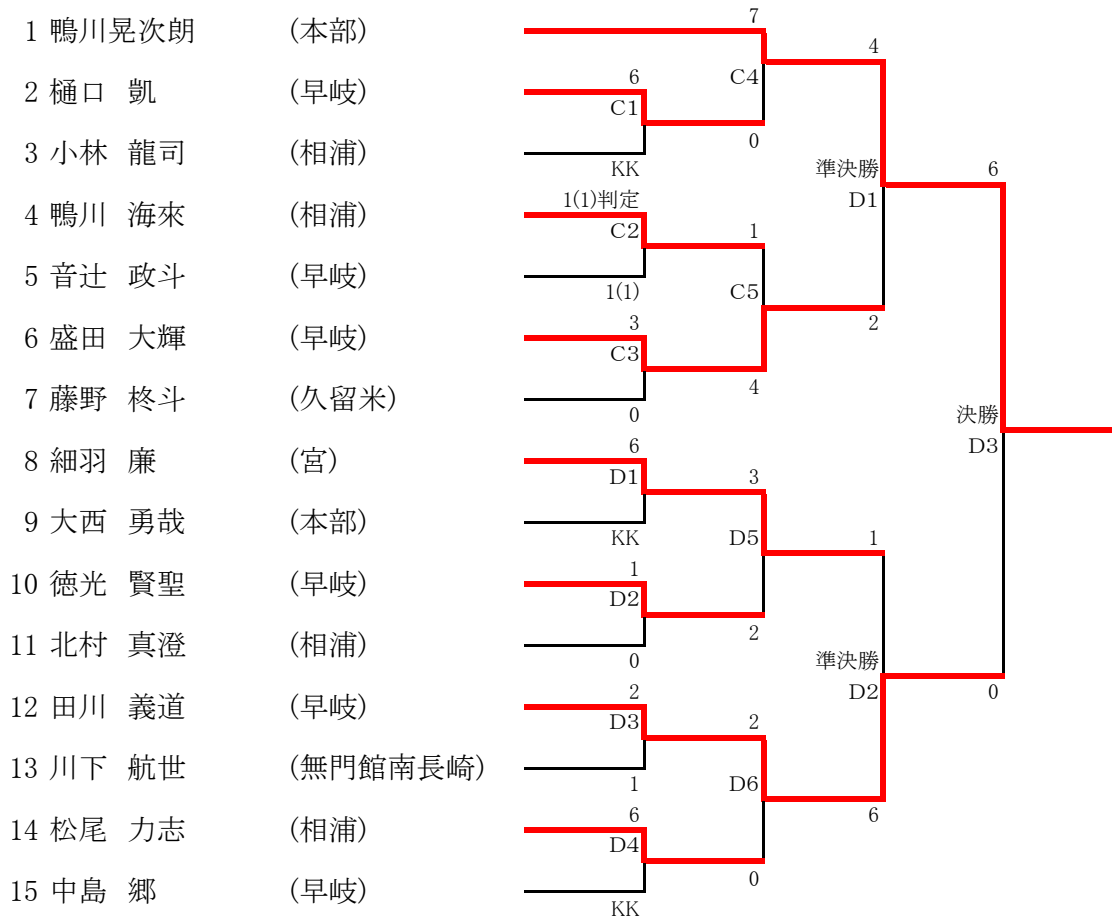 1 鴨川晃次朗 (本部)
2 樋口 凱 (早岐)
3 小林 龍司 (相浦)
4 鴨川 海來 (相浦)
5 音辻 政斗 (早岐)
6 盛田 大輝 (早岐)
7 藤野 柊斗 (久留米)
8 細羽 廉 (宮)
9 大西 勇哉 (本部)
10 徳光 賢聖 (早岐)
11 北村 真澄 (相浦)
12 田川 義道 (早岐)
13 川下 航世 (無門館南長崎)
14 松尾 力志 (相浦)
15 中島 郷 (早岐)
6
C1
KK
1(1)判定
C2
1(1)
3
C3
0
6
D1
KK
1
D2
0
2
D3
1
6
D4
KK
7
C4
0
1
C5
4
3
D5
2
2
D6
0
4
準決勝
D1
2
1
準決勝
D2
6
6
決勝
D3
0